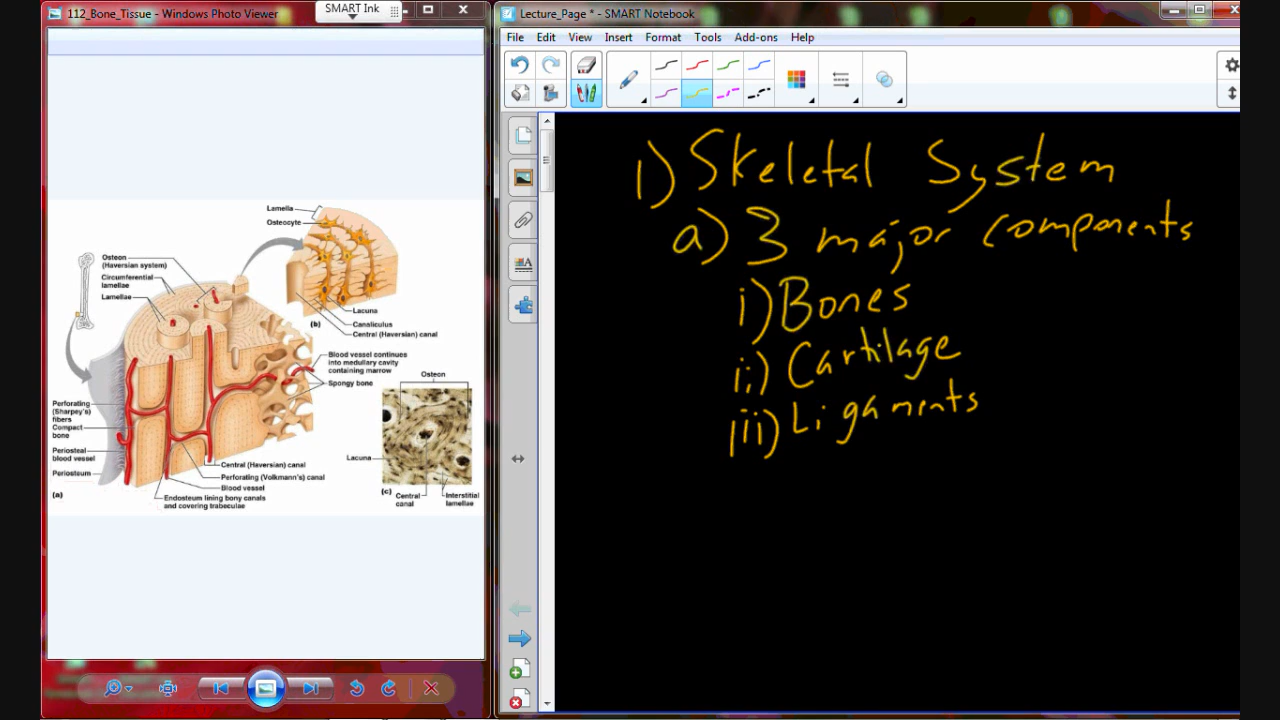 112_Bone_Tissue - Windows Photo Viewer
SMART Ink
Lecture_Page * - SMART Notebook
File Edit View Insert Format Tools Add-ons Help
Lamella
Osteocyte
Osteon
(Haversian system)
Circumferential
lamellae
Lamellae
Lacuna
(b)
Canaliculus
Central (Haversian) canal
Blood vessel continues
into medullary cavity
containing marrow
Spongy bone
Osteon
Perforating
(Sharpey's)
fibers
Compact
bone
Periosteal
blood vessel
Periosteum
(a)
Central (Haversian) canal
Perforating (Volkmann's) canal
Blood vessel
Endosteum lining bony canals
and covering trabeculae
Lacuna
(c)
Central
canal
Interstitial
lamellae
1) Skeletal System
a) 3 major components
i) Bones
ii) Cartilage
iii) Ligaments